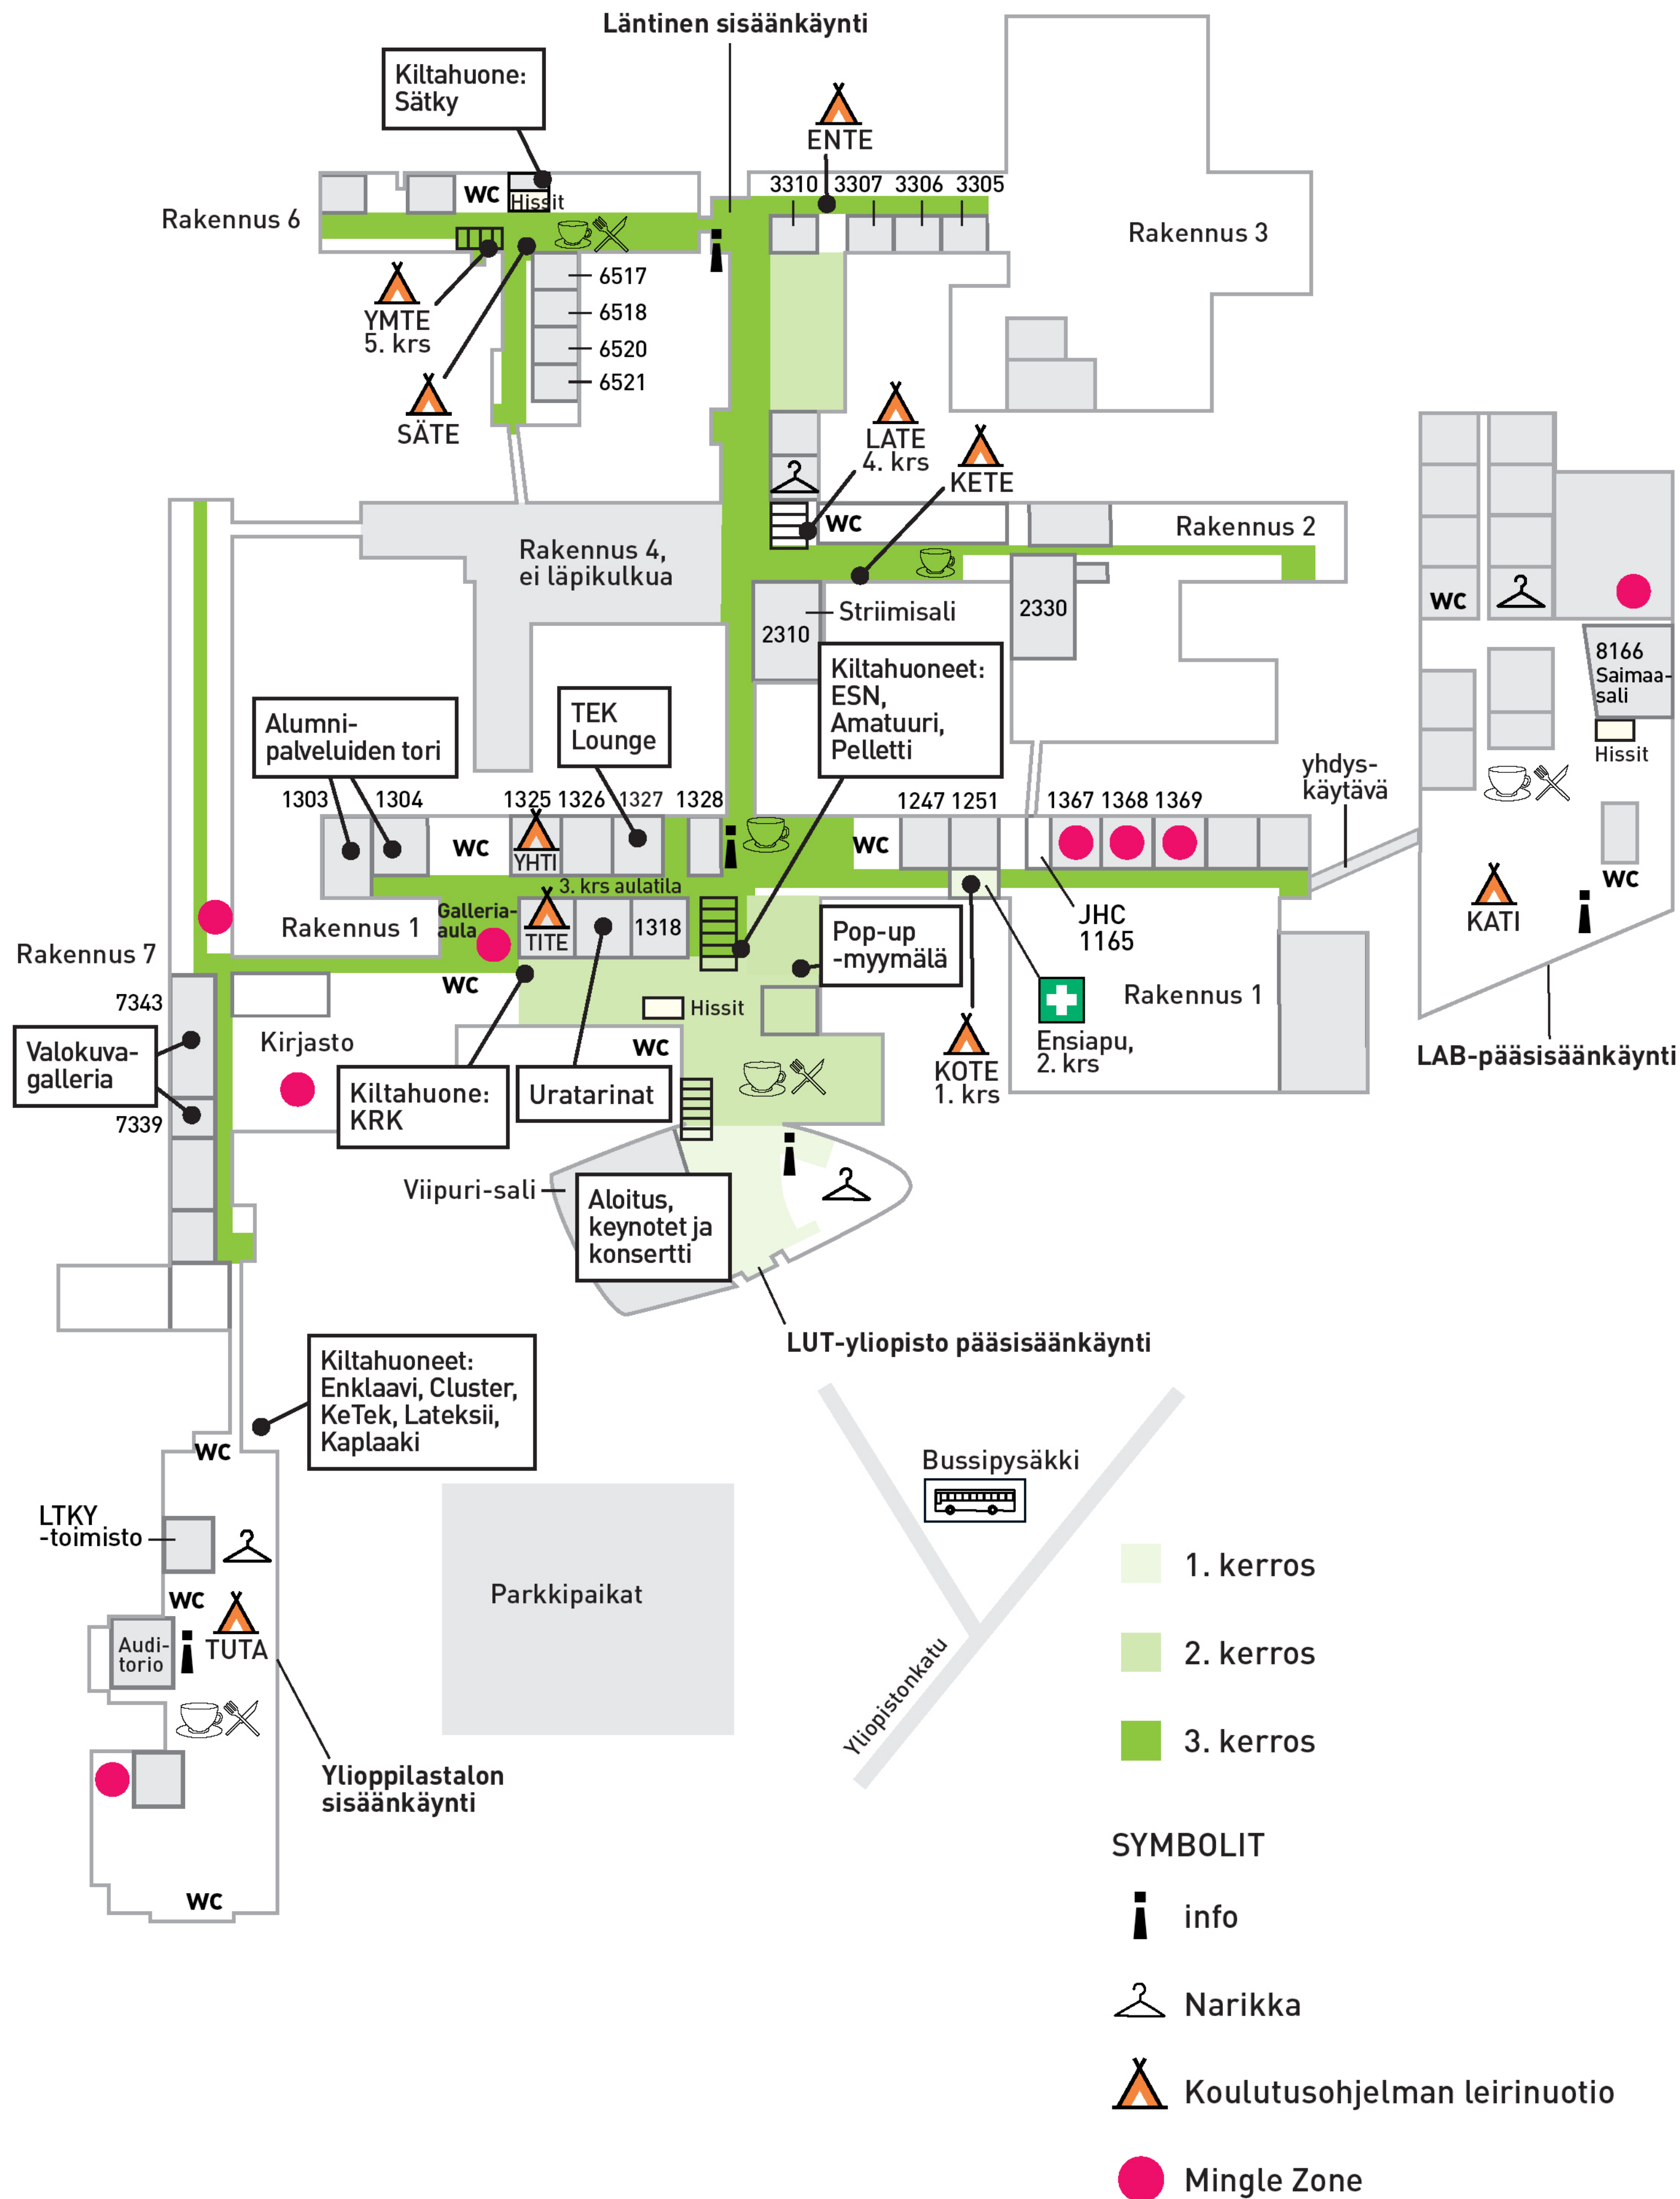 Läntinen sisäänkäynti
Kiltahuone:
Sätky
ENTE
3310
3307
3306
3305
WC
Hissit
Rakennus 6
Rakennus 3
6517
6518
6520
6521
YMTE
5. krs
SÄTE
LATE
4. krs
KETE
WC
Rakennus 2
Rakennus 4,
ei läpikulkua
Striimisali
2310
2330
WC
8166
Saimaa-
sali
Hissit
Kiltahuoneet:
ESN,
Amatuuri,
Pelletti
Alumni-
palveluiden tori
TEK
Lounge
yhdys-
käytävä
1303
1304
1325
1326
1327
1328
1247
1251
1367
1368
1369
WC
YHTI
WC
WC
KATI
3. krs aulatila
Galleria-
aula
TITE
1318
Rakennus 1
JHC
1165
Pop-up
-myymälä
Rakennus 7
WC
7343
Hissit
Rakennus 1
Kirjasto
WC
Ensiapu,
2. krs
KOTE
1. krs
LAB-pääsisäänkäynti
Valokuva-
galleria
7339
Kiltahuone:
KRK
Uratarinat
Viipuri-sali
Aloitus,
keynotet ja
konsertti
LUT-yliopisto pääsisäänkäynti
Kiltahuoneet:
Enklaavi, Cluster,
KeTek, Lateksii,
Kaplaaki
WC
Bussipysäkki
LTKY
-toimisto
WC
Audi-
torio
TUTA
Parkkipaikat
Yliopistonkatu
Ylioppilastalon
sisäänkäynti
WC
1. kerros
2. kerros
3. kerros
SYMBOLIT
info
Narikka
Koulutusohjelman leirinuotio
Mingle Zone